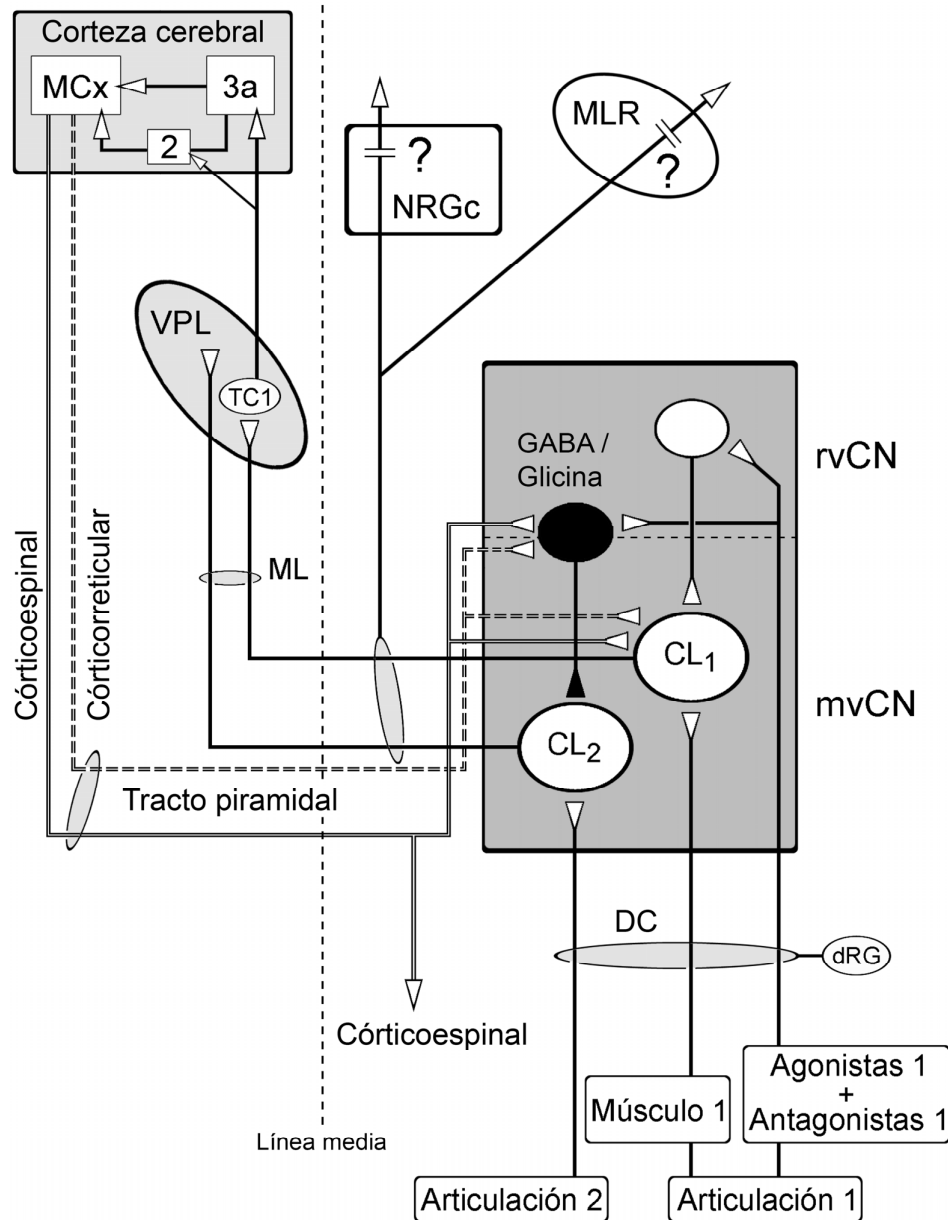 Corteza cerebral
MCx
3a
2
MLR
?
?
NRGc
VPL
TC1
GABA /
Glicina
rvCN
Córticoespinal
Córticorreticular
ML
CL1
mvCN
CL2
Tracto piramidal
DC
dRG
Córticoespinal
Agonistas 1
+
Antagonistas 1
Músculo 1
Línea media
Articulación 2
Articulación 1